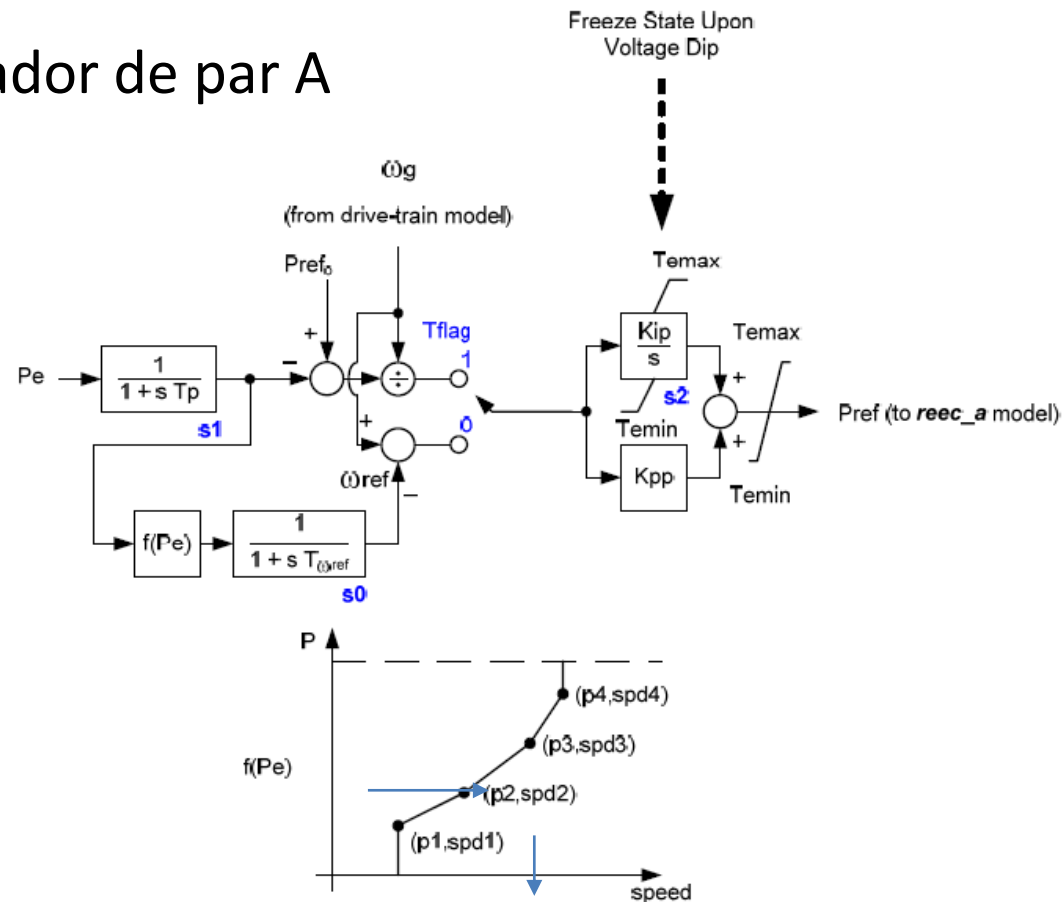 Freeze State Upon
Voltage Dip
ador de par A
ωg
(from drive-train model)
Pref₀
Temax
+
Tflag
1
Kip
s
Temax
Pe
1
1 + s Tp
−
÷
+
s1
s2
Pref (to reec_a model)
+
0
Temin
+
ωref
−
Kpp
Temin
f(Pe)
1
1 + s Tωref
s0
P
(p4,spd4)
(p3,spd3)
f(Pe)
(p2,spd2)
(p1,spd1)
speed